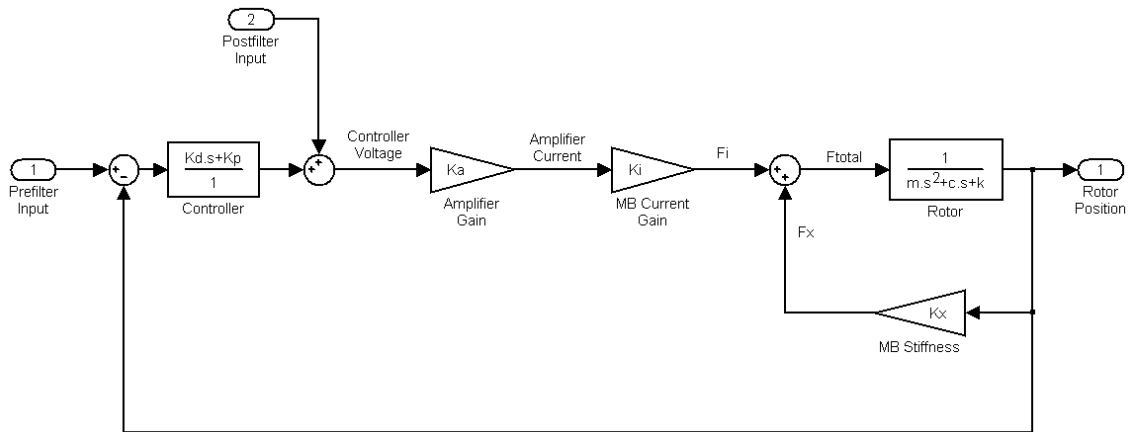 2
Postfilter
Input
1
Prefilter
Input
+
-
Kd.s+Kp
1
Controller
+
+
Controller
Voltage
Ka
Amplifier
Gain
Amplifier
Current
Ki
MB Current
Gain
Fi
+
+
Ftotal
1
m.s²+c.s+k
Rotor
1
Rotor
Position
Fx
Kx
MB Stiffness